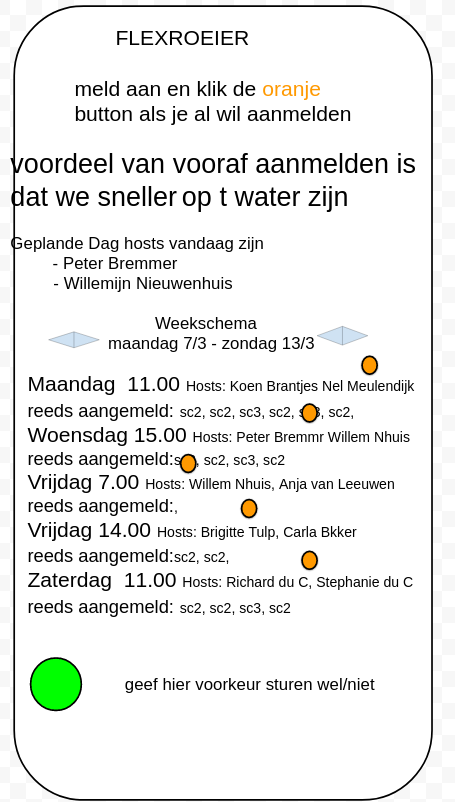 FLEXROEIER
meld aan en klik de oranje
button als je al wil aanmelden
voordeel van vooraf aanmelden is
dat we sneller op t water zijn
Geplande Dag hosts vandaag zijn
- Peter Bremmer
- Willemijn Nieuwenhuis
Weekschema
maandag 7/3 - zondag 13/3
Maandag 11.00 Hosts: Koen Brantjes Nel Meulendijk
reeds aangemeld: sc2, sc2, sc3, sc2, sc2,
Woensdag 15.00 Hosts: Peter Bremmr Willem Nhuis
reeds aangemeld: sc2, sc3, sc2
Vrijdag 7.00 Hosts: Willem Nhuis, Anja van Leeuwen
reeds aangemeld:,
Vrijdag 14.00 Hosts: Brigitte Tulp, Carla Bkker
reeds aangemeld:sc2, sc2,
Zaterdag 11.00 Hosts: Richard du C, Stephanie du C
reeds aangemeld: sc2, sc2, sc3, sc2
geef hier voorkeur sturen wel/niet